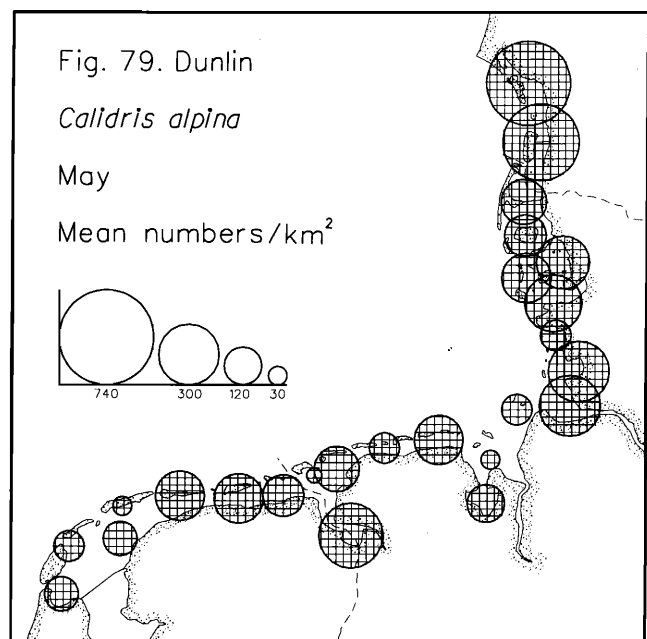 Fig. 79. Dunlin
Calidris alpina
May
Mean numbers/km²
740 300 120 30